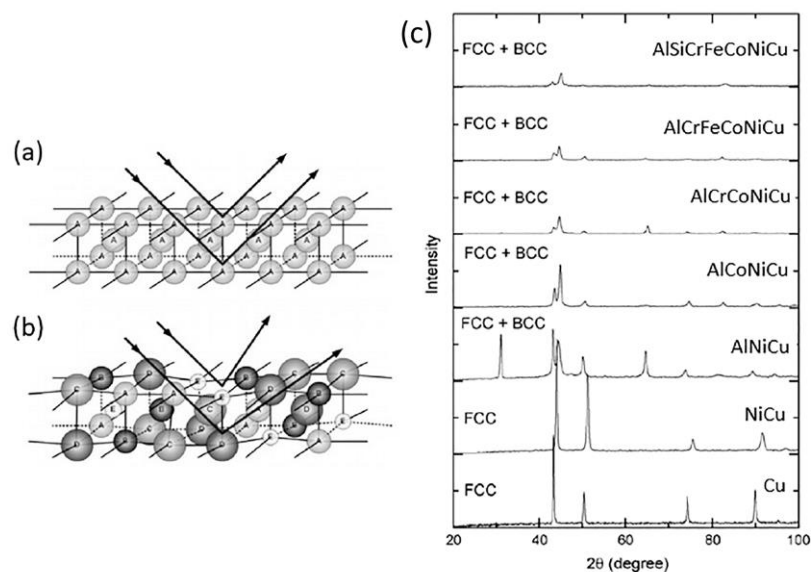 (a)
(b)
(c)
FCC + BCC AlSiCrFeCoNiCu
FCC + BCC AlCrFeCoNiCu
FCC + BCC AlCrCoNiCu
FCC + BCC AlCoNiCu
FCC + BCC AlNiCu
FCC NiCu
FCC Cu
Intensity
20 40 60 80 100
2θ (degree)